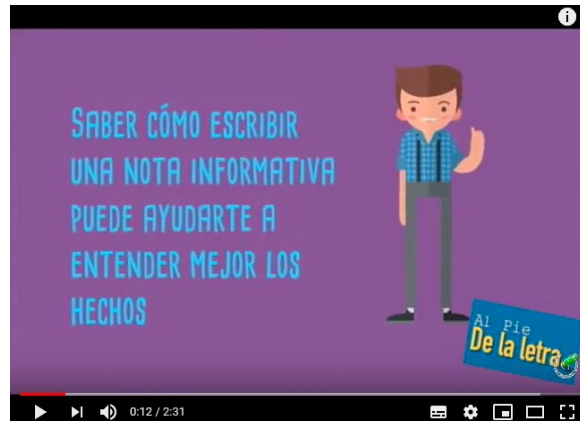 SABER CÓMO ESCRIBIR
UNA NOTA INFORMATIVA
PUEDE AYUDARTE A
ENTENDER MEJOR LOS
HECHOS
Al Pie
De la letra
0:12 / 2:31